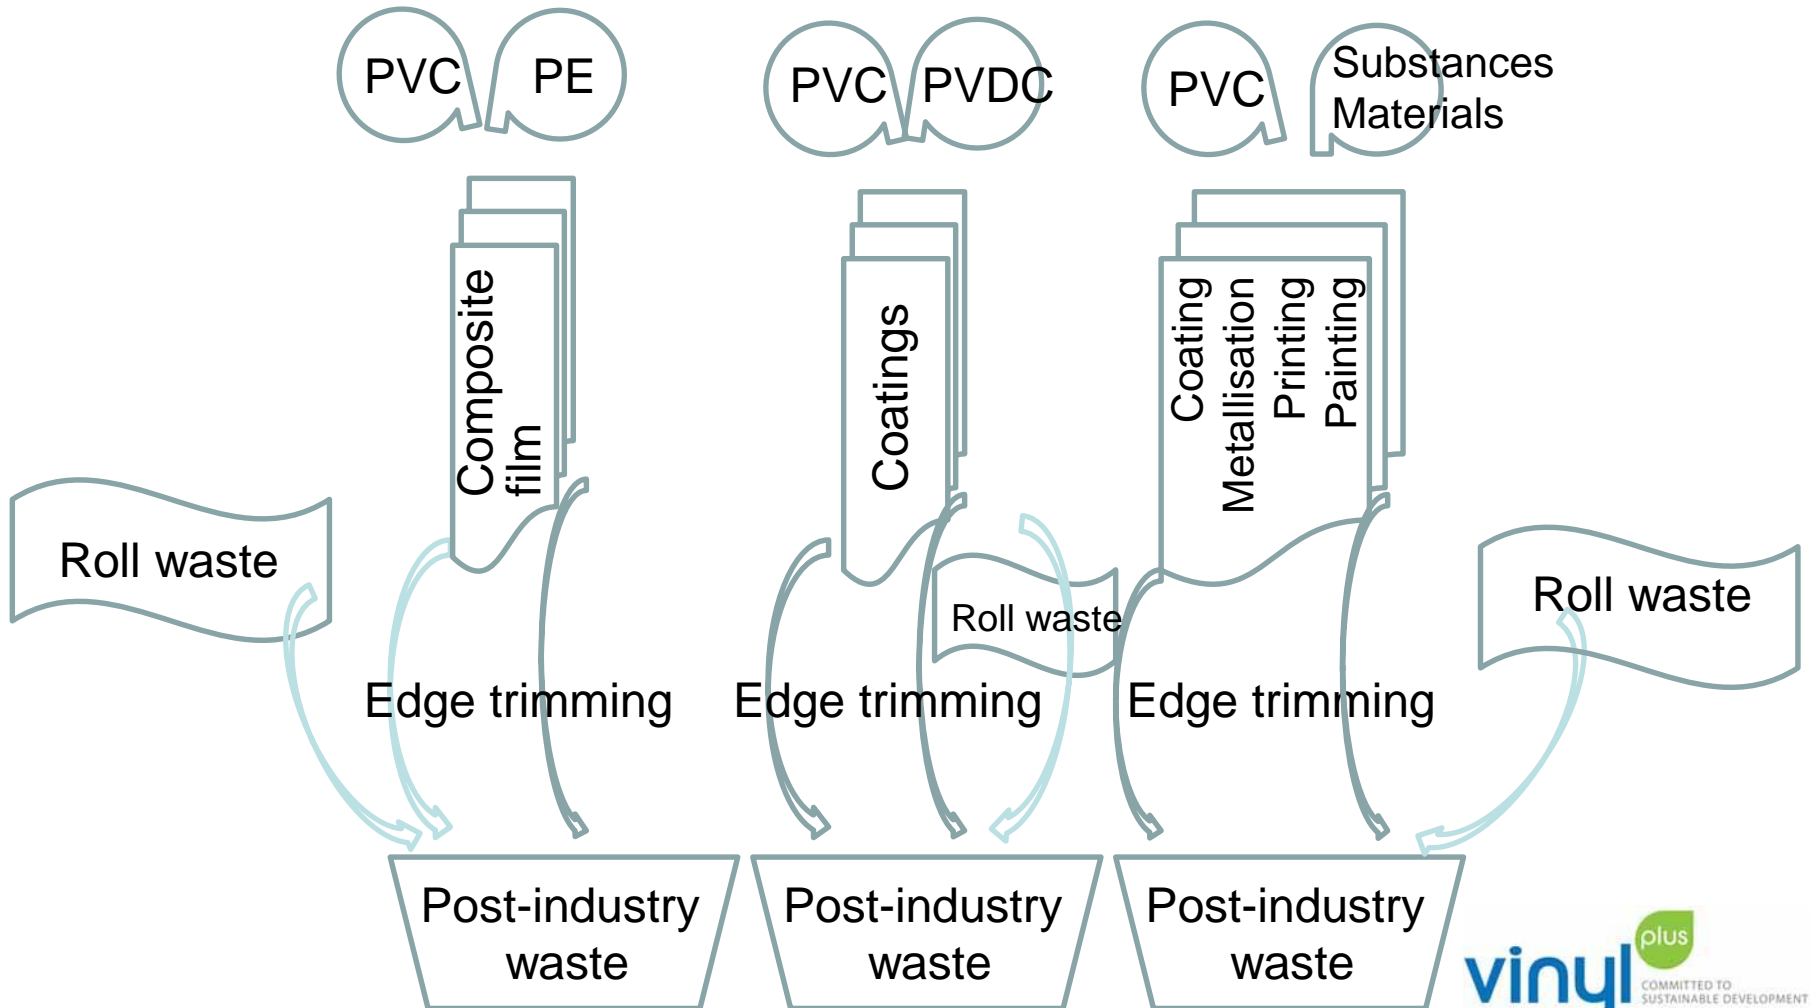 PVC
PE
PVC
PVDC
PVC
Substances
Materials
Composite
film
Coatings
Coating
Metallisation
Printing
Painting
Roll waste
Roll waste
Roll waste
Edge trimming
Edge trimming
Edge trimming
Post-industry
waste
Post-industry
waste
Post-industry
waste
vinyl plus
COMMITTED TO
SUSTAINABLE DEVELOPMENT